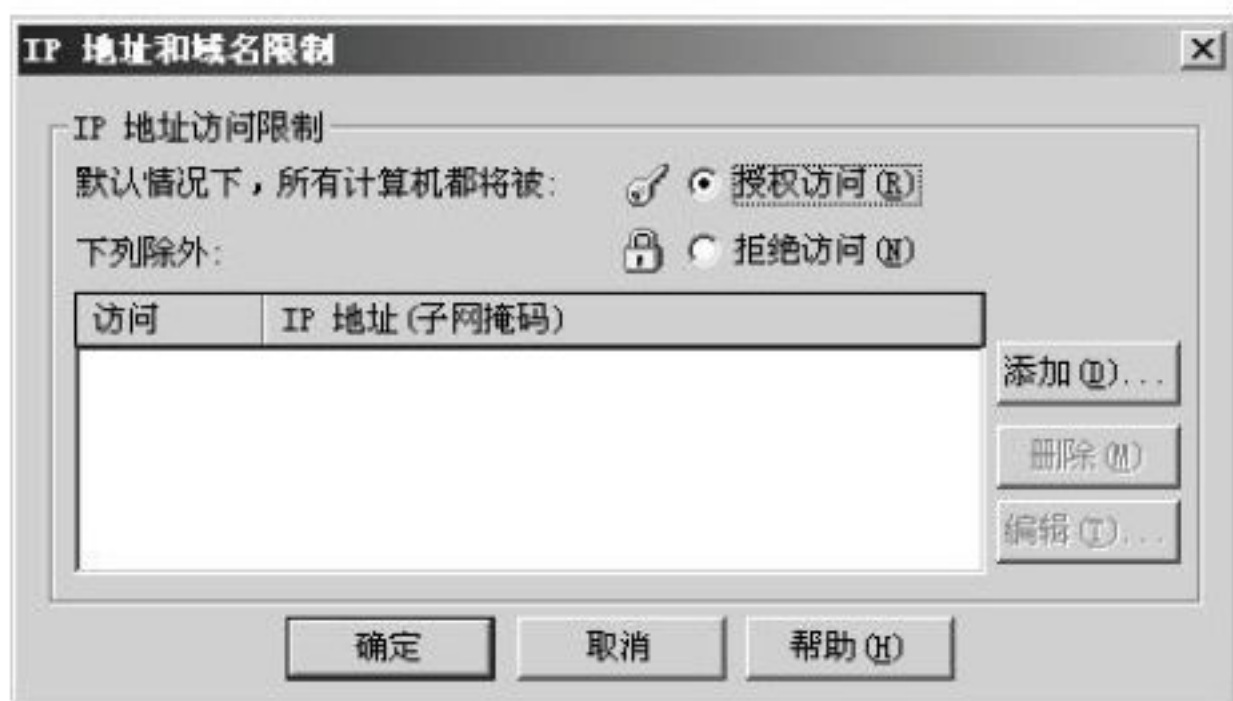 IP 地址和域名限制
IP 地址访问限制
默认情况下，所有计算机都将被: 授权访问(R)
下列除外: 拒绝访问(N)
访问 IP 地址(子网掩码)
添加(D)...
删除(M)
编辑(T)...
确定 取消 帮助(H)